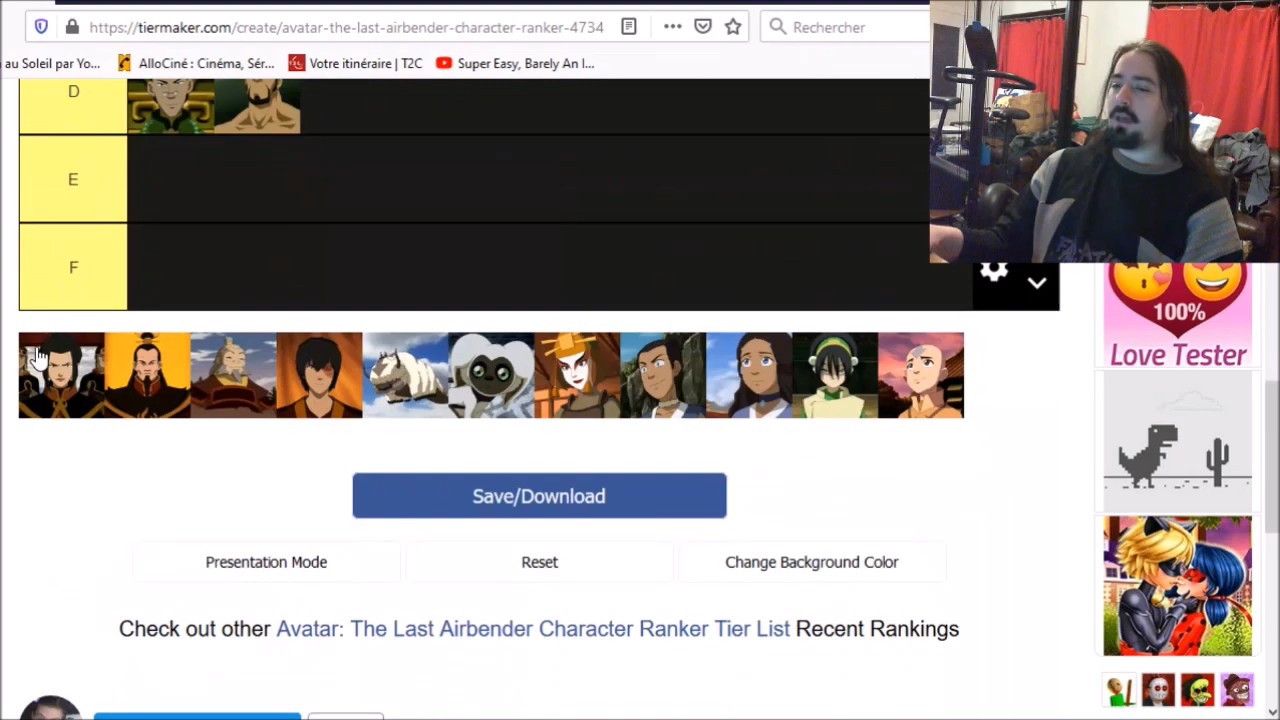 https://tiermaker.com/create/avatar-the-last-airbender-character-ranker-4734
Rechercher
au Soleil par Yo...
AlloCiné : Cinéma, Sér...
Votre itinéraire | T2C
Super Easy, Barely An I...
D
E
F
100%
Love Tester
Save/Download
Presentation Mode
Reset
Change Background Color
Check out other Avatar: The Last Airbender Character Ranker Tier List Recent Rankings